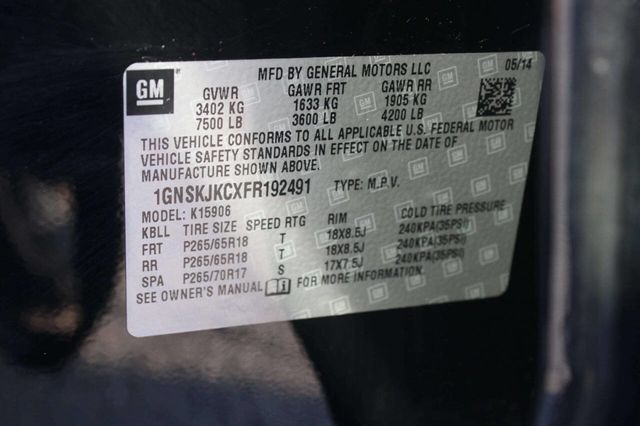 GM
MFD BY GENERAL MOTORS LLC 05/14
GVWR GAWR FRT GAWR RR
3402 KG 1633 KG 1905 KG
7500 LB 3600 LB 4200 LB
THIS VEHICLE CONFORMS TO ALL APPLICABLE U.S. FEDERAL MOTOR
VEHICLE SAFETY STANDARDS IN EFFECT ON THE DATE OF
MANUFACTURE SHOWN ABOVE.
1GNSKJKCXFR192491 TYPE: M.P.V.
MODEL: K15906
KBLL TIRE SIZE SPEED RTG RIM COLD TIRE PRESSURE
FRT P265/65R18 T 18X8.5J 240KPA(35PSI)
RR P265/65R18 T 18X8.5J 240KPA(35PSI)
SPA P265/70R17 S 17X7.5J 240KPA(35PSI)
SEE OWNER'S MANUAL FOR MORE INFORMATION.